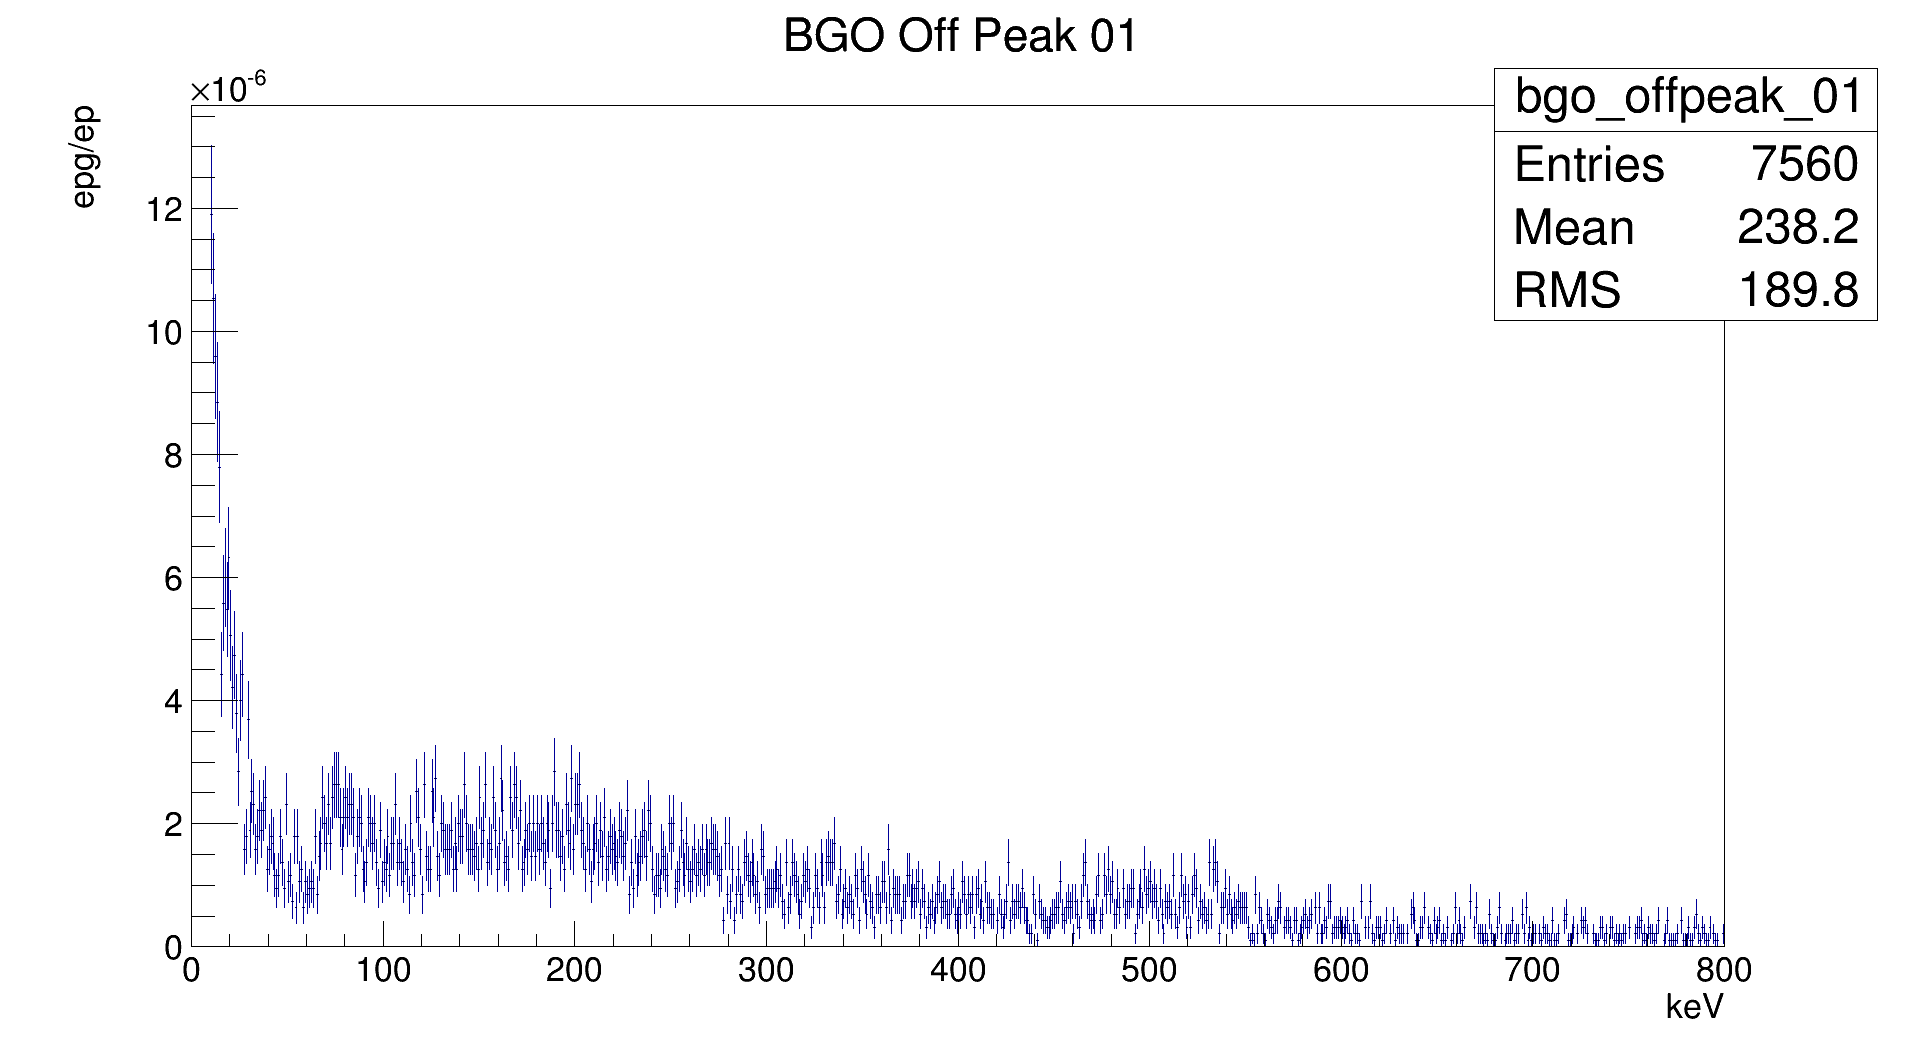 BGO Off Peak 01
×10-6
epg/ep
bgo_offpeak_01
Entries 7560
Mean 238.2
RMS 189.8
12
10
8
6
4
2
0
0 100 200 300 400 500 600 700 800
keV